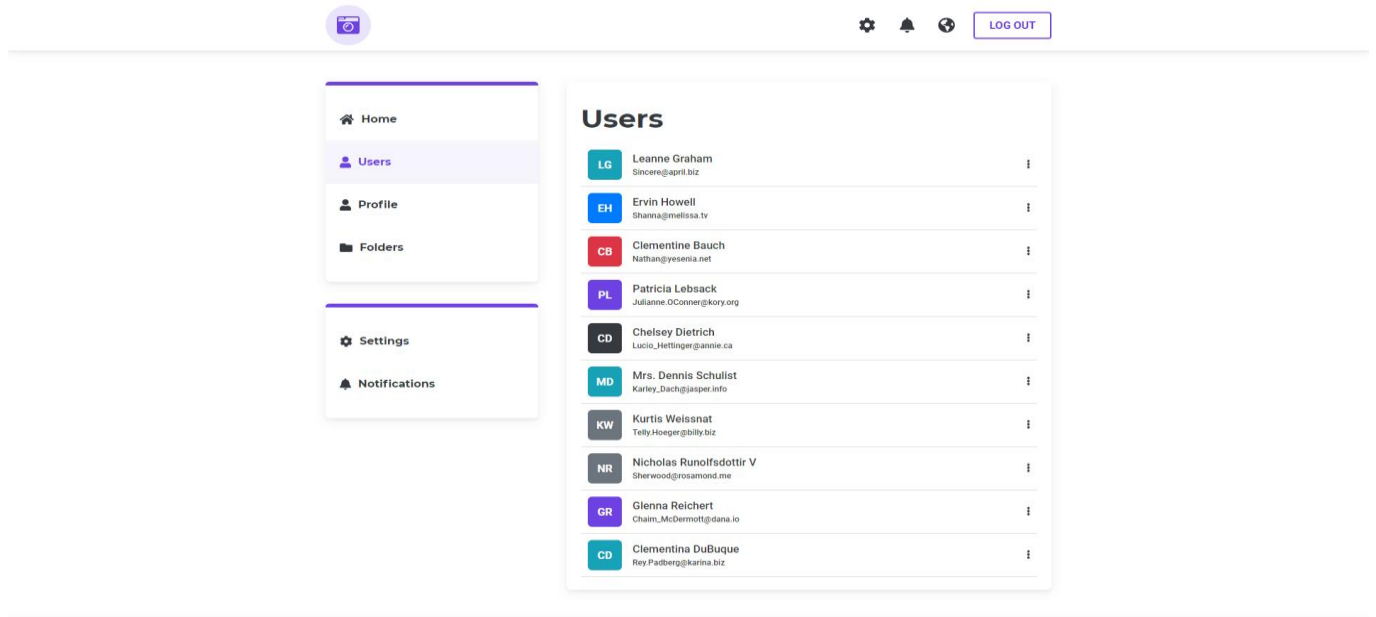 LOG OUT
Home
Users
Profile
Folders
Settings
Notifications
Users
LG
Leanne Graham
Sincere@april.biz
EH
Ervin Howell
Shanna@melissa.tv
CB
Clementine Bauch
Nathan@yesenia.net
PL
Patricia Lebsack
Julianne.OConner@kory.org
CD
Chelsey Dietrich
Lucio_Hettinger@annie.ca
MD
Mrs. Dennis Schulist
Karley_Dach@jasper.info
KW
Kurtis Weissnat
Telly.Hoeger@billy.biz
NR
Nicholas Runolfsdottir V
Sherwood@rosamond.me
GR
Glenna Reichert
Chaim_McDermott@dana.io
CD
Clementina DuBuque
Rey.Padberg@karina.biz